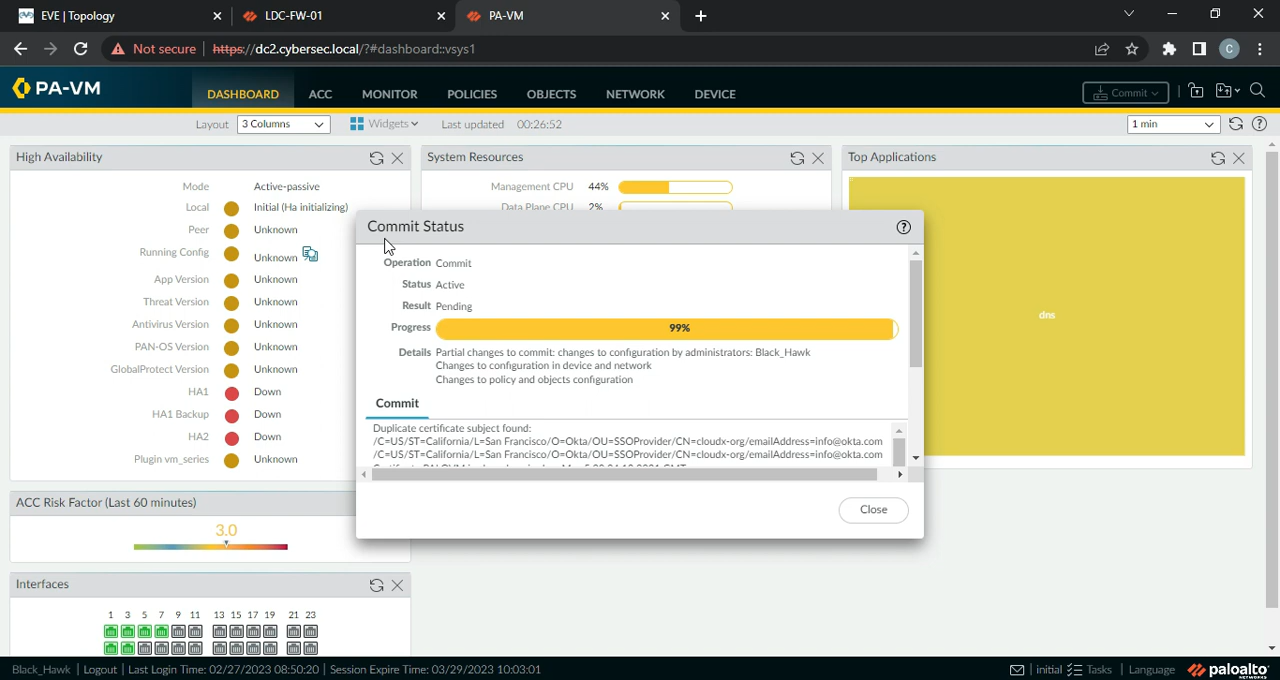 EVE | Topology
LDC-FW-01
PA-VM
Not secure
https://dc2.cybersec.local/?#dashboard::vsys1
C
PA-VM
DASHBOARD
ACC
MONITOR
POLICIES
OBJECTS
NETWORK
DEVICE
Commit
Layout
3 Columns
Widgets
Last updated 00:26:52
1 min
High Availability
Mode Active-passive
Local Initial (Ha initializing)
Peer Unknown
Running Config Unknown
App Version Unknown
Threat Version Unknown
Antivirus Version Unknown
PAN-OS Version Unknown
GlobalProtect Version Unknown
HA1 Down
HA1 Backup Down
HA2 Down
Plugin vm_series Unknown
ACC Risk Factor (Last 60 minutes)
3.0
Interfaces
1 3 5 7 9 11 13 15 17 19 21 23
System Resources
Management CPU 44%
Data Plane CPU 2%
Top Applications
dns
Commit Status
Operation Commit
Status Active
Result Pending
Progress 99%
Details Partial changes to commit: changes to configuration by administrators: Black_Hawk
Changes to configuration in device and network
Changes to policy and objects configuration
Commit
Duplicate certificate subject found:
/C=US/ST=California/L=San Francisco/O=Okta/OU=SSOProvider/CN=cloudx-org/emailAddress=info@okta.com
/C=US/ST=California/L=San Francisco/O=Okta/OU=SSOProvider/CN=cloudx-org/emailAddress=info@okta.com
Close
Black_Hawk | Logout | Last Login Time: 02/27/2023 08:50:20 | Session Expire Time: 03/29/2023 10:03:01
initial
Tasks
Language
paloalto
NETWORKS